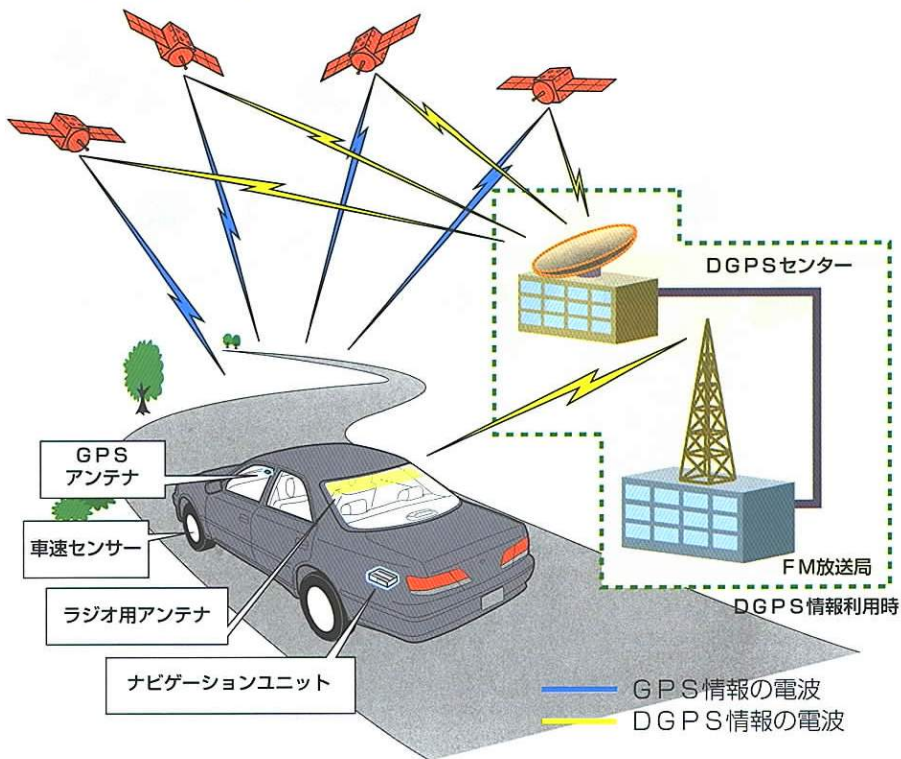 DGPSセンター
GPS
アンテナ
車速センサー
ラジオ用アンテナ
ナビゲーションユニット
FM放送局
DGPS情報利用時
GPS情報の電波
DGPS情報の電波